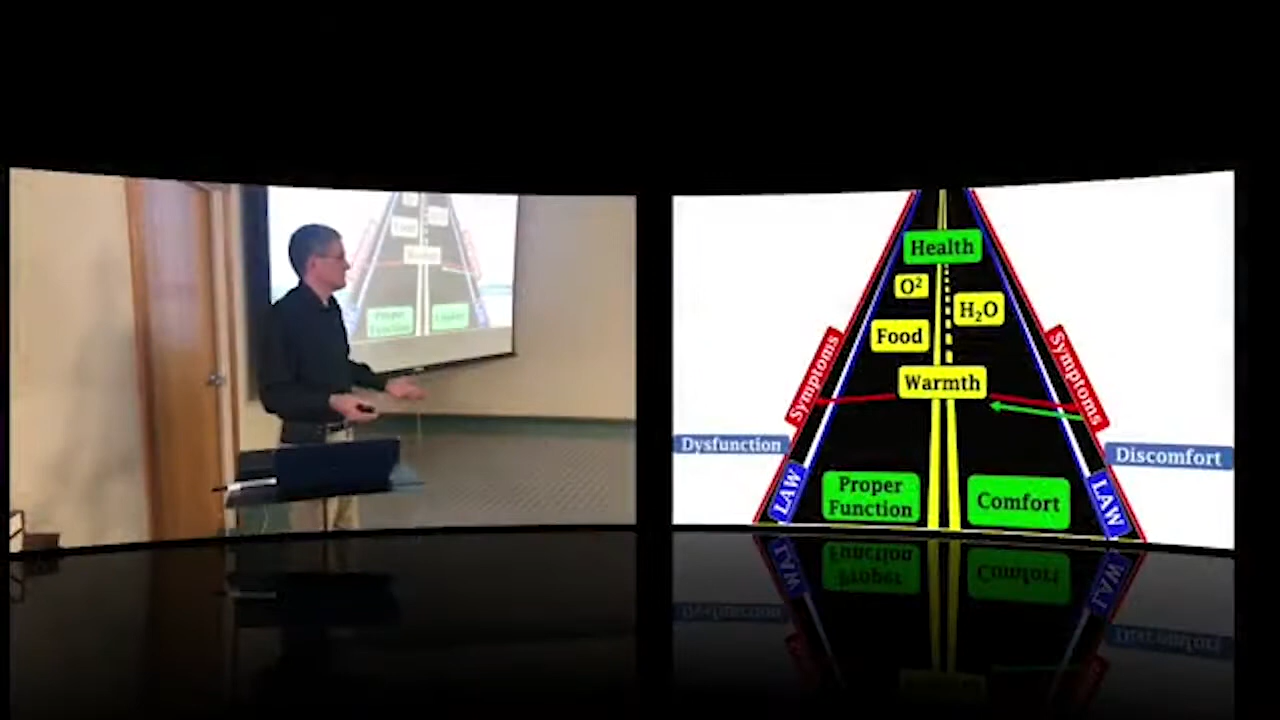 Health
O²
H₂O
Food
Symptoms
Symptoms
Warmth
Dysfunction
Discomfort
LAW
LAW
Proper
Function
Comfort